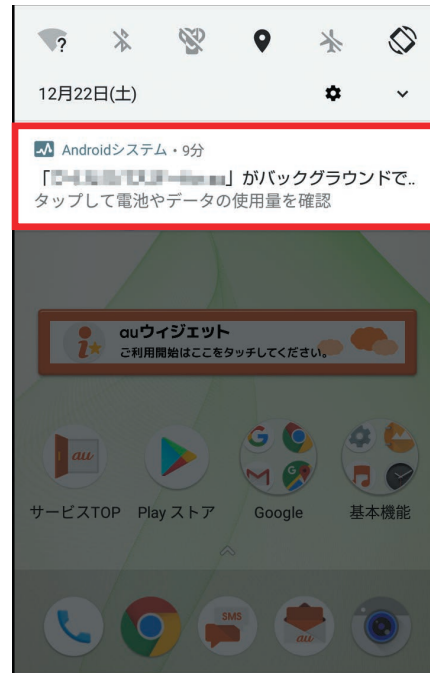 ?
12月22日(土)
Androidシステム・9分
「」がバックグラウンドで..
タップして電池やデータの使用量を確認
auウィジェット
ご利用開始はここをタッチしてください。
au
サービスTOP
Play ストア
Google
基本機能
SMS
au